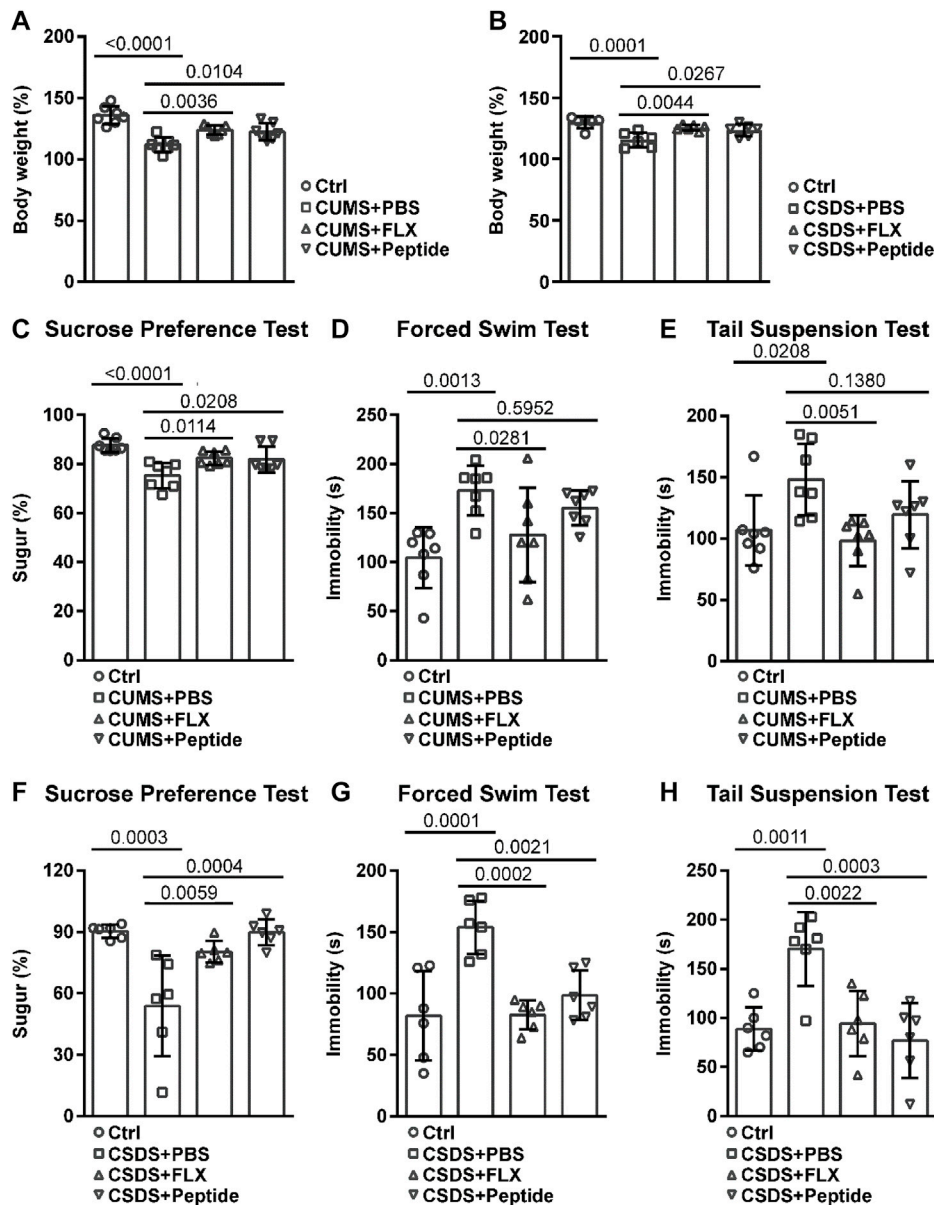 A
B
200
150
100
50
0
Body weight (%)
<0.0001
0.0104
0.0036
Ctrl
CUMS+PBS
CUMS+FLX
CUMS+Peptide
200
150
100
50
0
Body weight (%)
0.0001
0.0267
0.0044
Ctrl
CSDS+PBS
CSDS+FLX
CSDS+Peptide
C Sucrose Preference Test
<0.0001
0.0208
0.0114
100
80
60
40
20
0
Sugur (%)
Ctrl
CUMS+PBS
CUMS+FLX
CUMS+Peptide
D Forced Swim Test
0.0013
0.5952
0.0281
250
200
150
100
50
0
Immobility (s)
Ctrl
CUMS+PBS
CUMS+FLX
CUMS+Peptide
E Tail Suspension Test
0.0208
0.1380
0.0051
200
150
100
50
0
Immobility (s)
Ctrl
CUMS+PBS
CUMS+FLX
CUMS+Peptide
F Sucrose Preference Test
0.0003
0.0004
0.0059
120
90
60
30
0
Sugur (%)
Ctrl
CSDS+PBS
CSDS+FLX
CSDS+Peptide
G Forced Swim Test
0.0001
0.0021
0.0002
200
150
100
50
0
Immobility (s)
Ctrl
CSDS+PBS
CSDS+FLX
CSDS+Peptide
H Tail Suspension Test
0.0011
0.0003
0.0022
250
200
150
100
50
0
Immobility (s)
Ctrl
CSDS+PBS
CSDS+FLX
CSDS+Peptide